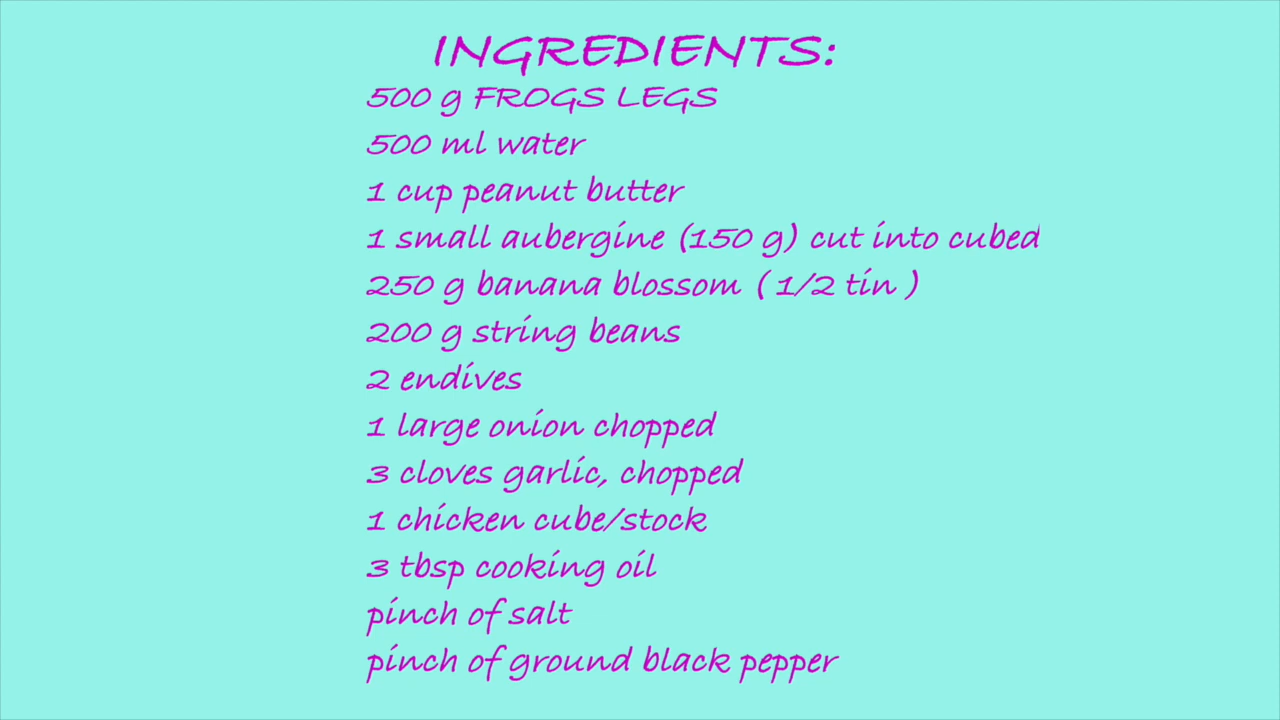 INGREDIENTS:
500 g FROGS LEGS
500 ml water
1 cup peanut butter
1 small aubergine (150 g) cut into cubed
250 g banana blossom ( 1/2 tin )
200 g string beans
2 endives
1 large onion chopped
3 cloves garlic, chopped
1 chicken cube/stock
3 tbsp cooking oil
pinch of salt
pinch of ground black pepper